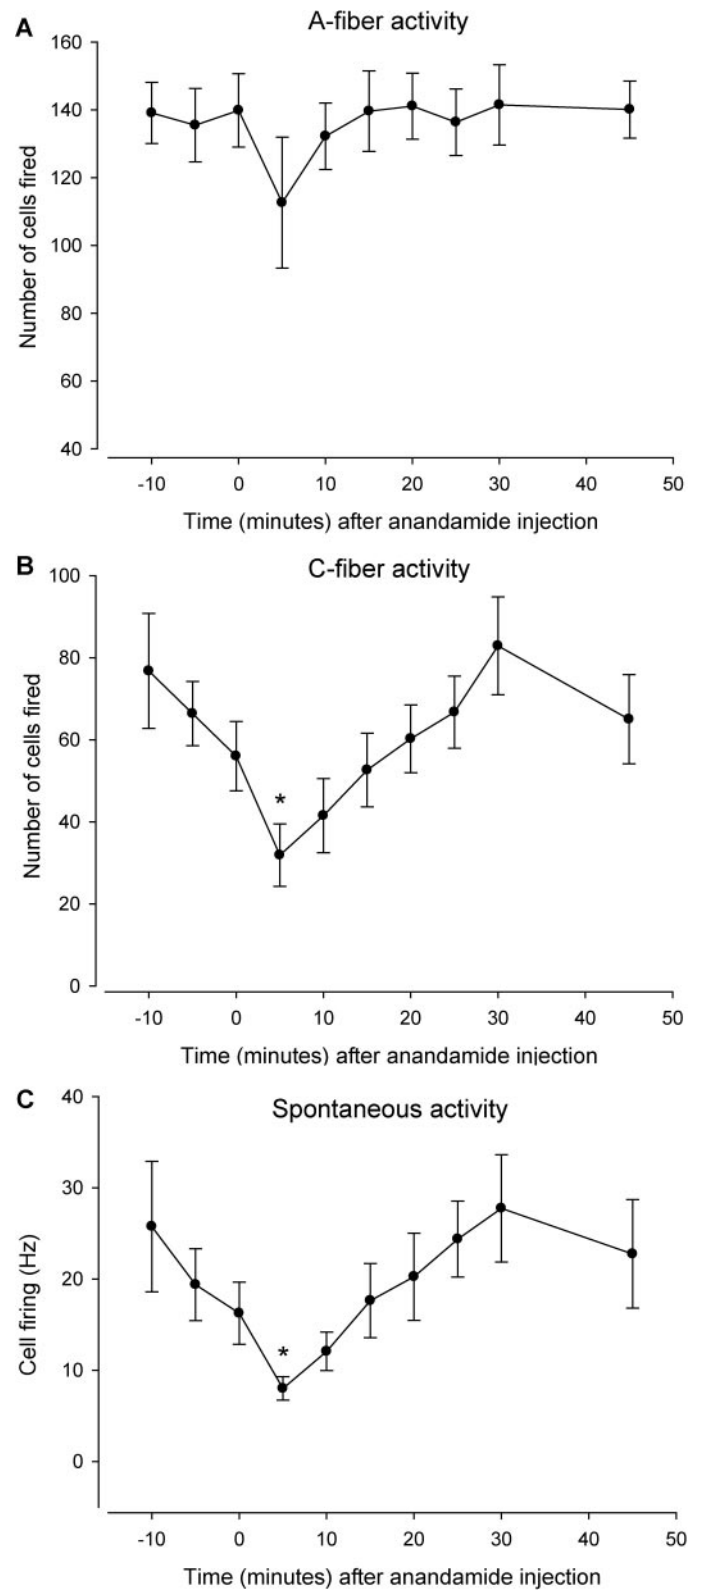 A
A-fiber activity
160
140
120
100
80
60
40
Number of cells fired
-10 0 10 20 30 40 50
Time (minutes) after anandamide injection
B
C-fiber activity
100
80
60
40
20
0
Number of cells fired
*
-10 0 10 20 30 40 50
Time (minutes) after anandamide injection
C
Spontaneous activity
40
30
20
10
0
Cell firing (Hz)
*
-10 0 10 20 30 40 50
Time (minutes) after anandamide injection